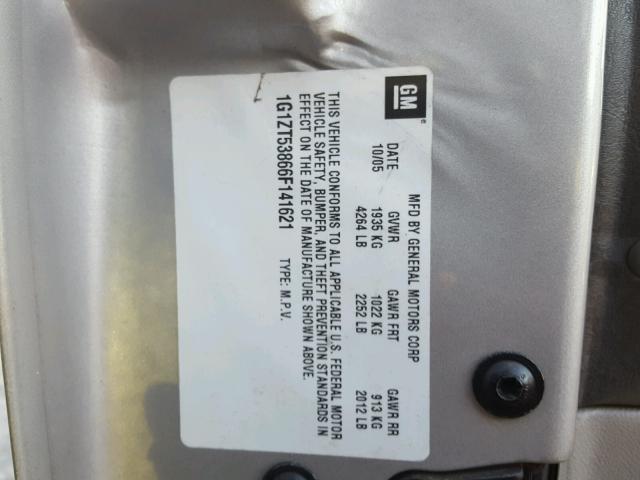 GM
MFD BY GENERAL MOTORS CORP
DATE GVWR GAWR FRT GAWR RR
10/05 1935 KG 1022 KG 913 KG
4264 LB 2252 LB 2012 LB
THIS VEHICLE CONFORMS TO ALL APPLICABLE U.S. FEDERAL MOTOR
VEHICLE SAFETY, BUMPER, AND THEFT PREVENTION STANDARDS IN
EFFECT ON THE DATE OF MANUFACTURE SHOWN ABOVE.
1G1ZT53866F141621 TYPE: M.P.V.